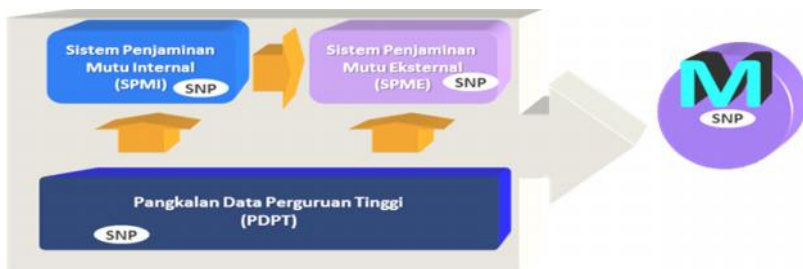 Sistem Penjaminan
Mutu Internal
(SPMI)
SNP
Sistem Penjaminan
Mutu Eksternal
(SPME)
SNP
M
SNP
Pangkalan Data Perguruan Tinggi
(PDPT)
SNP